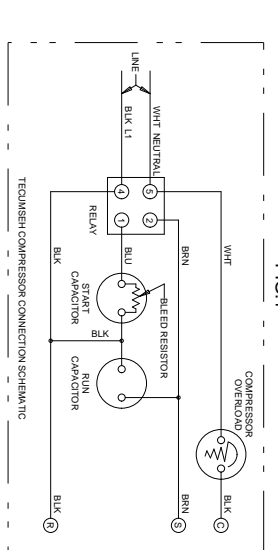 LINE
BLK L1
WHT NEUTRAL
4
5
1
2
RELAY
WHT
BRN
BLU
BLK
BLEED RESISTOR
START
CAPACITOR
BLK
RUN
CAPACITOR
COMPRESSOR
OVERLOAD
BLK
BRN
BLK
C
S
R
TECUMSEH COMPRESSOR CONNECTION SCHEMATIC